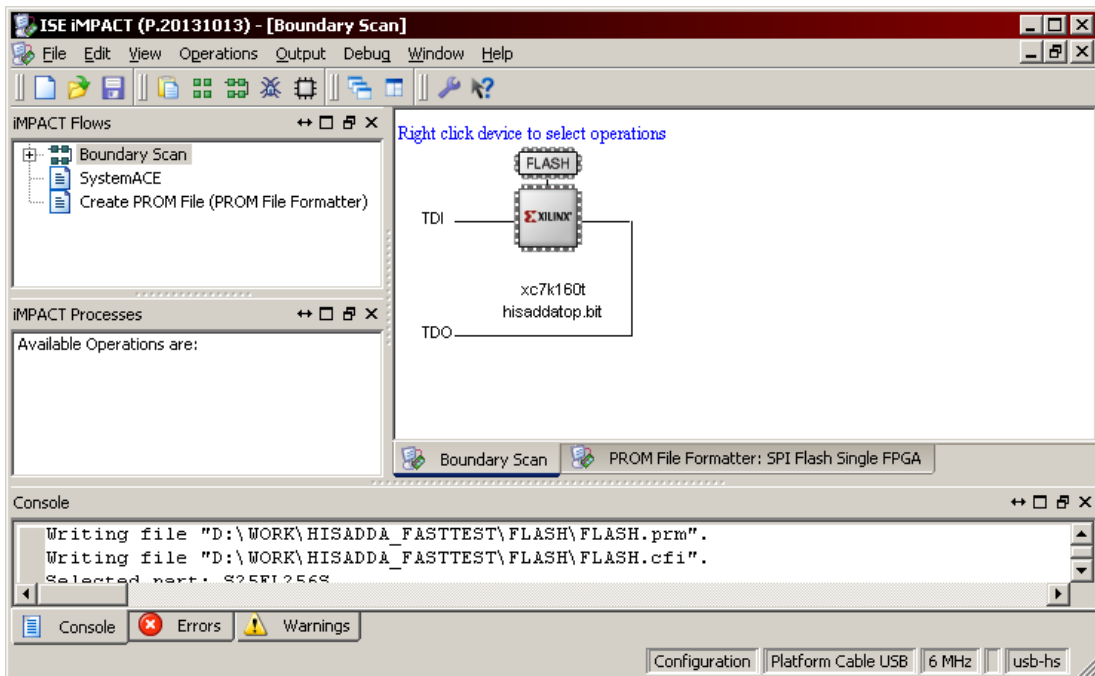 ISE iMPACT (P.20131013) - [Boundary Scan]
File Edit View Operations Output Debug Window Help
iMPACT Flows
Boundary Scan
SystemACE
Create PROM File (PROM File Formatter)
iMPACT Processes
Available Operations are:
Right click device to select operations
FLASH
TDI
XILINX
xc7k160t
hisaddatop.bit
TDO
Boundary Scan
PROM File Formatter: SPI Flash Single FPGA
Console
Writing file "D:\WORK\HISADDA_FASTTEST\FLASH\FLASH.prm".
Writing file "D:\WORK\HISADDA_FASTTEST\FLASH\FLASH.cfi".
Selected part: S25FL256S
Console Errors Warnings
Configuration Platform Cable USB 6 MHz usb-hs